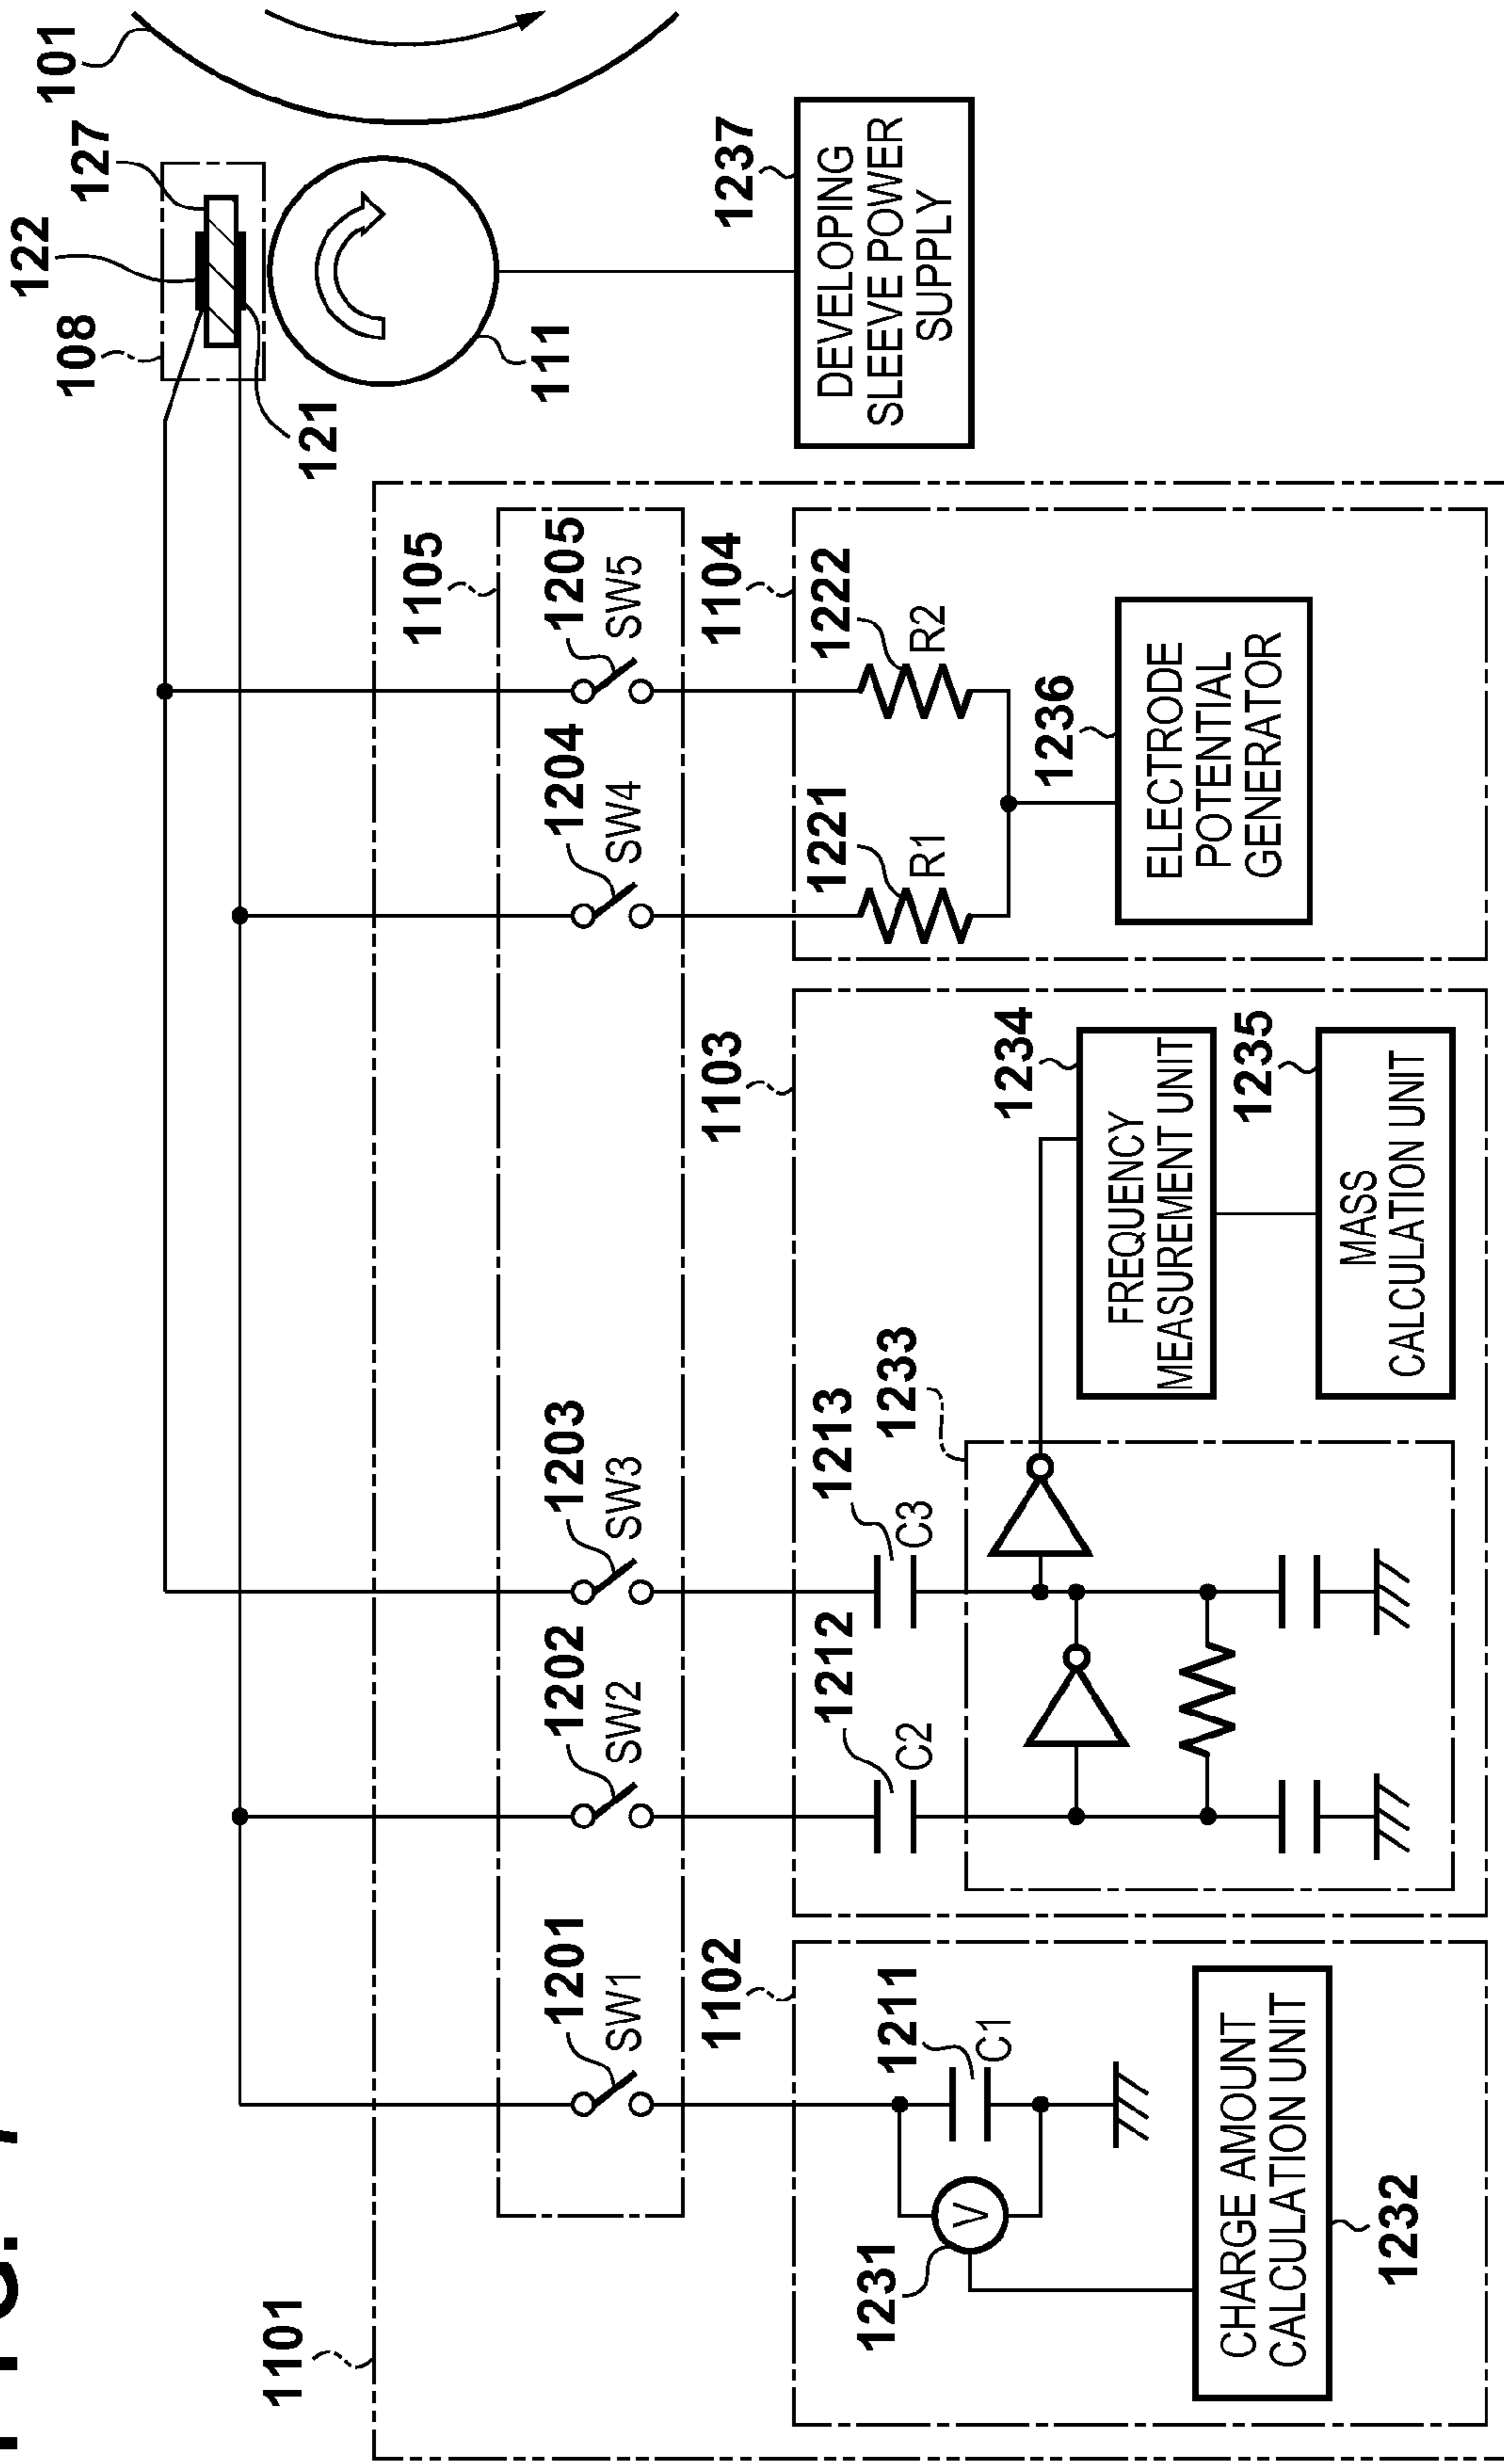 101
122
127
108
121
111
1237
DEVELOPING
SLEEVE POWER
SUPPLY
1101
1105
1201
SW1
1202
SW2
1203
SW3
1204
SW4
1205
SW5
1102
1211
C1
1231
V
CHARGE AMOUNT
CALCULATION UNIT
1232
1103
1212
C2
1213
C3
1233
1234
FREQUENCY
MEASUREMENT UNIT
1235
MASS
CALCULATION UNIT
1104
1221
R1
1222
R2
1236
ELECTRODE
POTENTIAL
GENERATOR